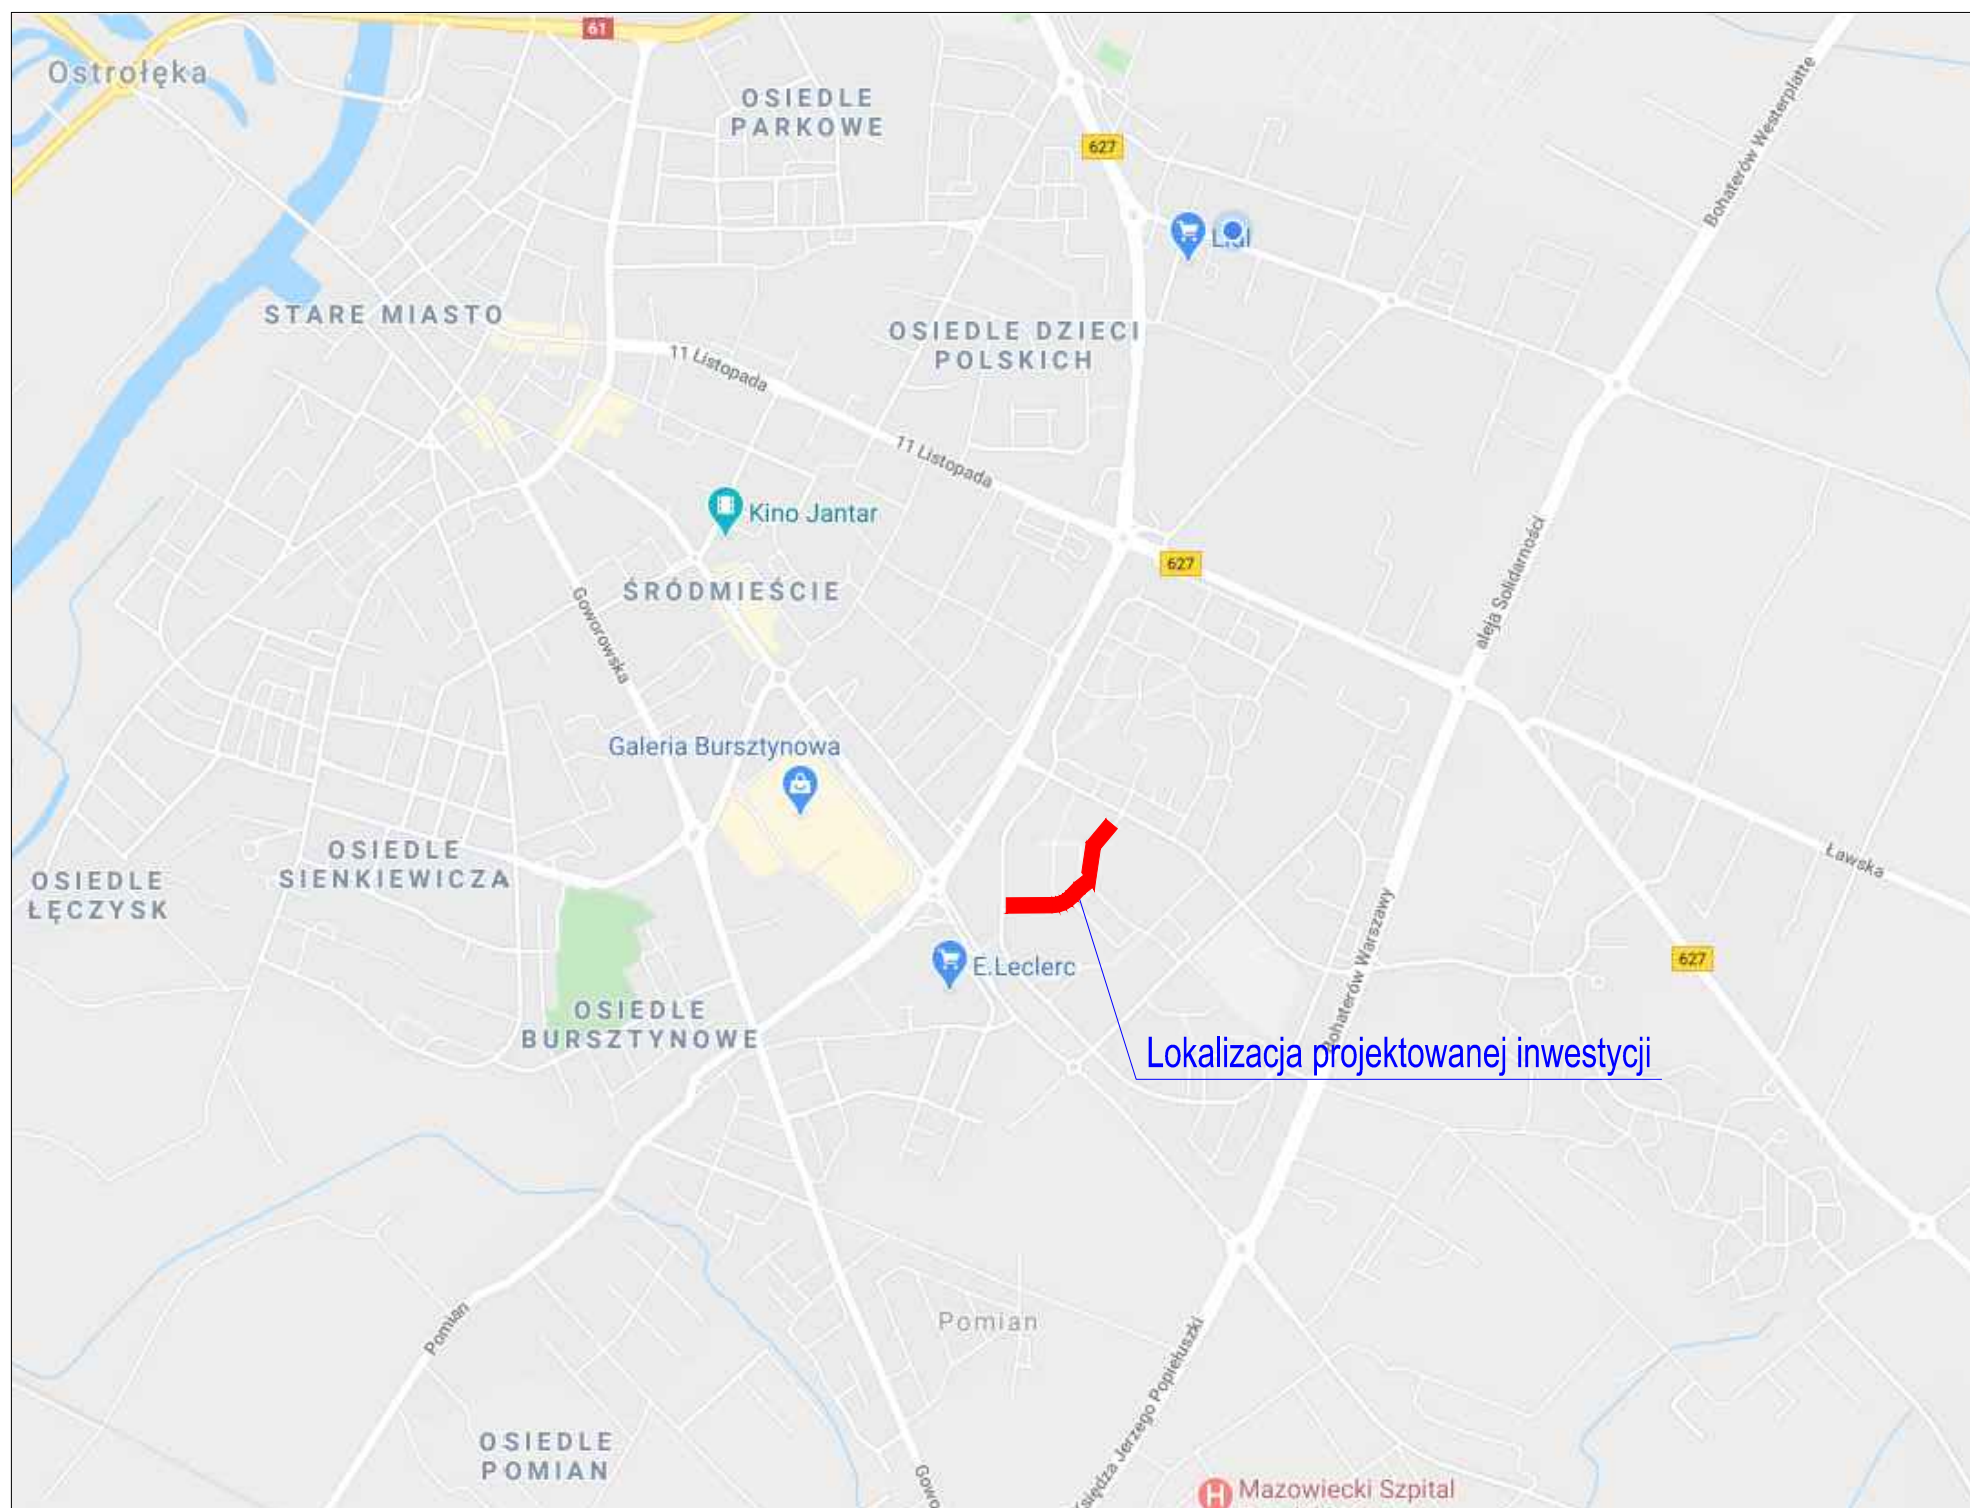 61
Ostrołęka
OSIEDLE
PARKOWE
627
Bohaterów Westerplatte
Lidl
STARE MIASTO
OSIEDLE DZIECI
POLSKICH
11 Listopada
11 Listopada
Kino Jantar
627
aleja Solidarności
ŚRÓDMIEŚCIE
Goworowska
Galeria Bursztynowa
OSIEDLE
SIENKIEWICZA
OSIEDLE
ŁĘCZYSK
Ławska
Bohaterów Warszawy
627
E.Leclerc
OSIEDLE
BURSZTYNOWE
Lokalizacja projektowanej inwestycji
Pomian
Pomian
Księdza Jerzego Popiełuszki
OSIEDLE
POMIAN
Gowo
H
Mazowiecki Szpital